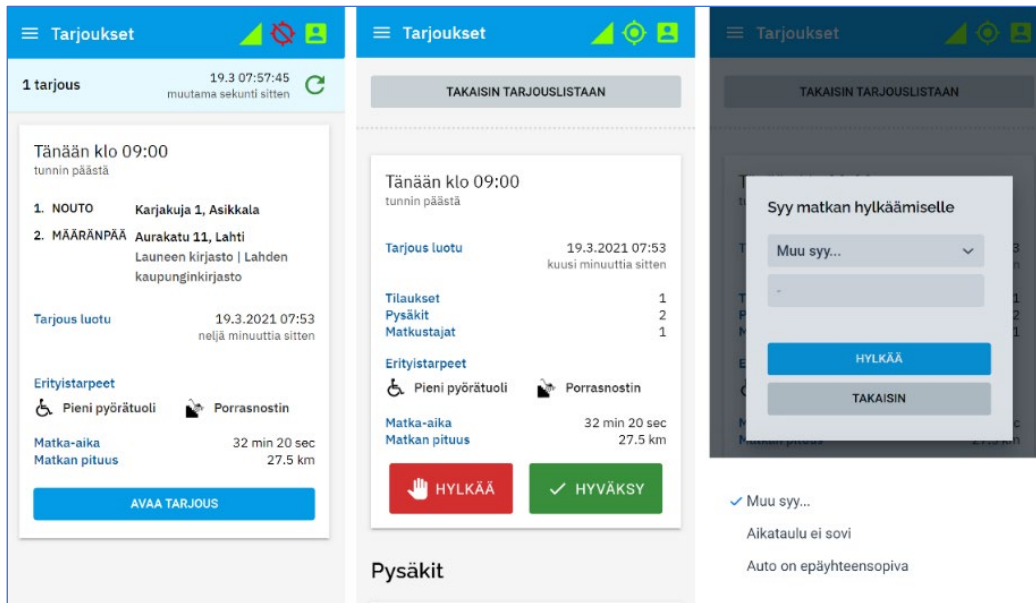 Tarjoukset
1 tarjous
19.3 07:57:45
muutama sekunti sitten
Tänään klo 09:00
tunnin päästä
1. NOUTO Karjakuja 1, Asikkala
2. MÄÄRÄNPÄÄ Aurakatu 11, Lahti
Launeen kirjasto | Lahden
kaupunginkirjasto
Tarjous luotu 19.3.2021 07:53
neljä minuuttia sitten
Erityistarpeet
Pieni pyörätuoli Porrasnostin
Matka-aika 32 min 20 sec
Matkan pituus 27.5 km
AVAA TARJOUS
Tarjoukset
TAKAISIN TARJOUSLISTAAN
Tänään klo 09:00
tunnin päästä
Tarjous luotu 19.3.2021 07:53
kuusi minuuttia sitten
Tilaukset 1
Pysäkit 2
Matkustajat 1
Erityistarpeet
Pieni pyörätuoli Porrasnostin
Matka-aika 32 min 20 sec
Matkan pituus 27.5 km
HYLKÄÄ HYVÄKSY
Pysäkit
Tarjoukset
TAKAISIN TARJOUSLISTAAN
Syy matkan hylkäämiselle
Muu syy...
-
HYLKÄÄ
TAKAISIN
Matkan pituus 27.5 km
Muu syy...
Aikataulu ei sovi
Auto on epäyhteensopiva